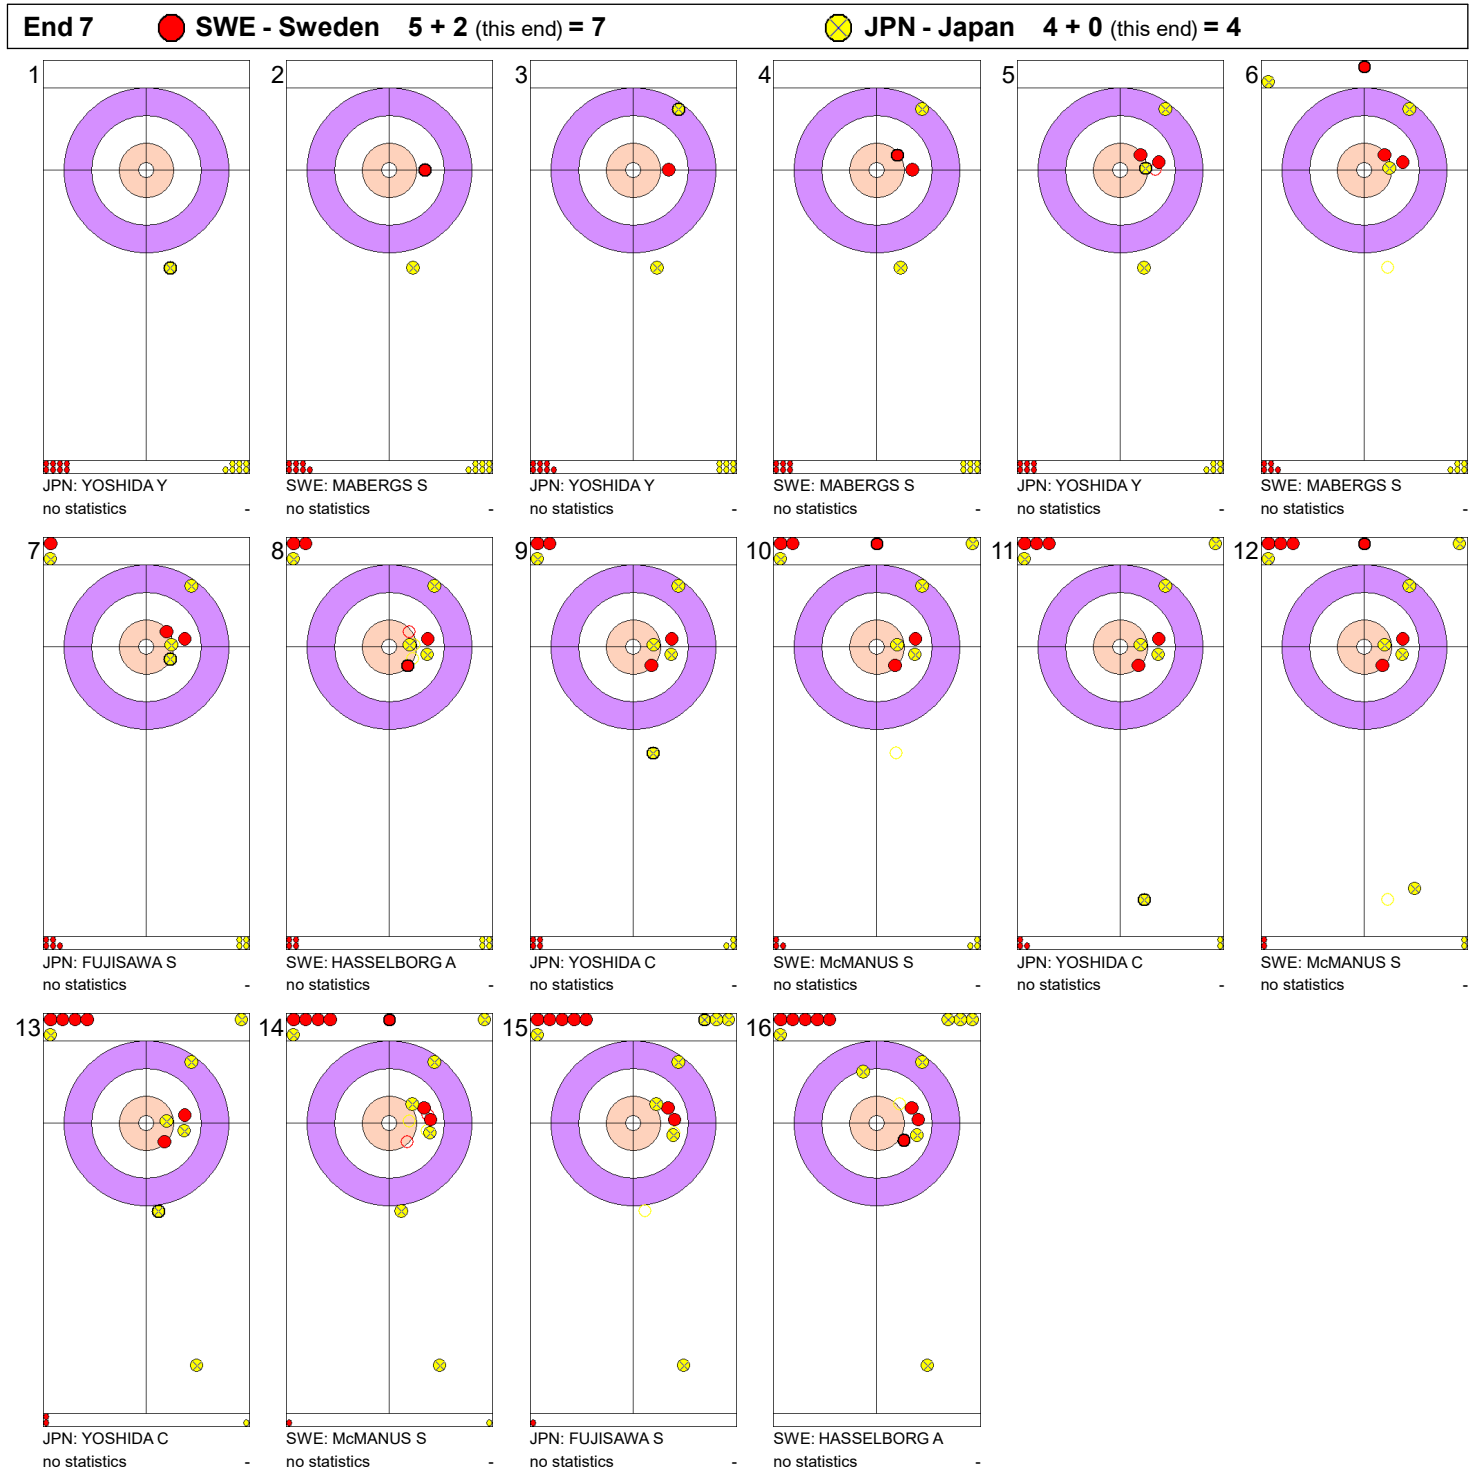 End 7 SWE - Sweden 5 + 2 (this end) = 7 JPN - Japan 4 + 0 (this end) = 4
1 2 3 4 5 6
JPN: YOSHIDA Y SWE: MABERGS S JPN: YOSHIDA Y SWE: MABERGS S JPN: YOSHIDA Y SWE: MABERGS S
no statistics - no statistics - no statistics - no statistics - no statistics - no statistics -
7 8 9 10 11 12
JPN: FUJISAWA S SWE: HASSELBORG A JPN: YOSHIDA C SWE: McMANUS S JPN: YOSHIDA C SWE: McMANUS S
no statistics - no statistics - no statistics - no statistics - no statistics - no statistics -
13 14 15 16
JPN: YOSHIDA C SWE: McMANUS S JPN: FUJISAWA S SWE: HASSELBORG A
no statistics - no statistics - no statistics - no statistics -